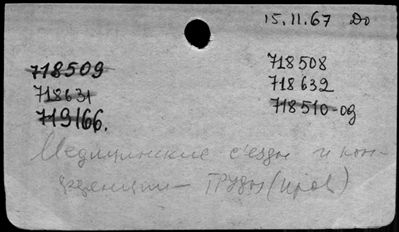 15.11.67 До
718509
718631
719166.
718508
718632
718510-од
Медицинские съезды и кон-
ференции – Труды (пров)